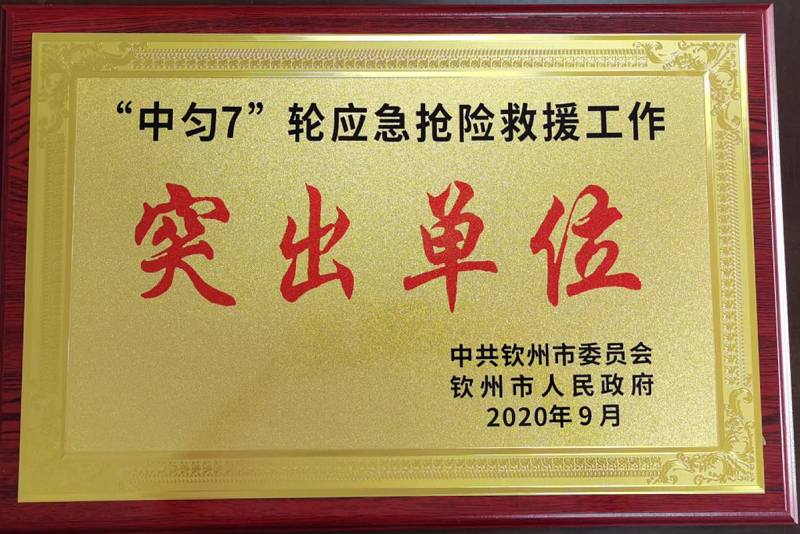 “中匀7”轮应急抢险救援工作
突出单位
中共钦州市委员会
钦州市人民政府
2020年9月